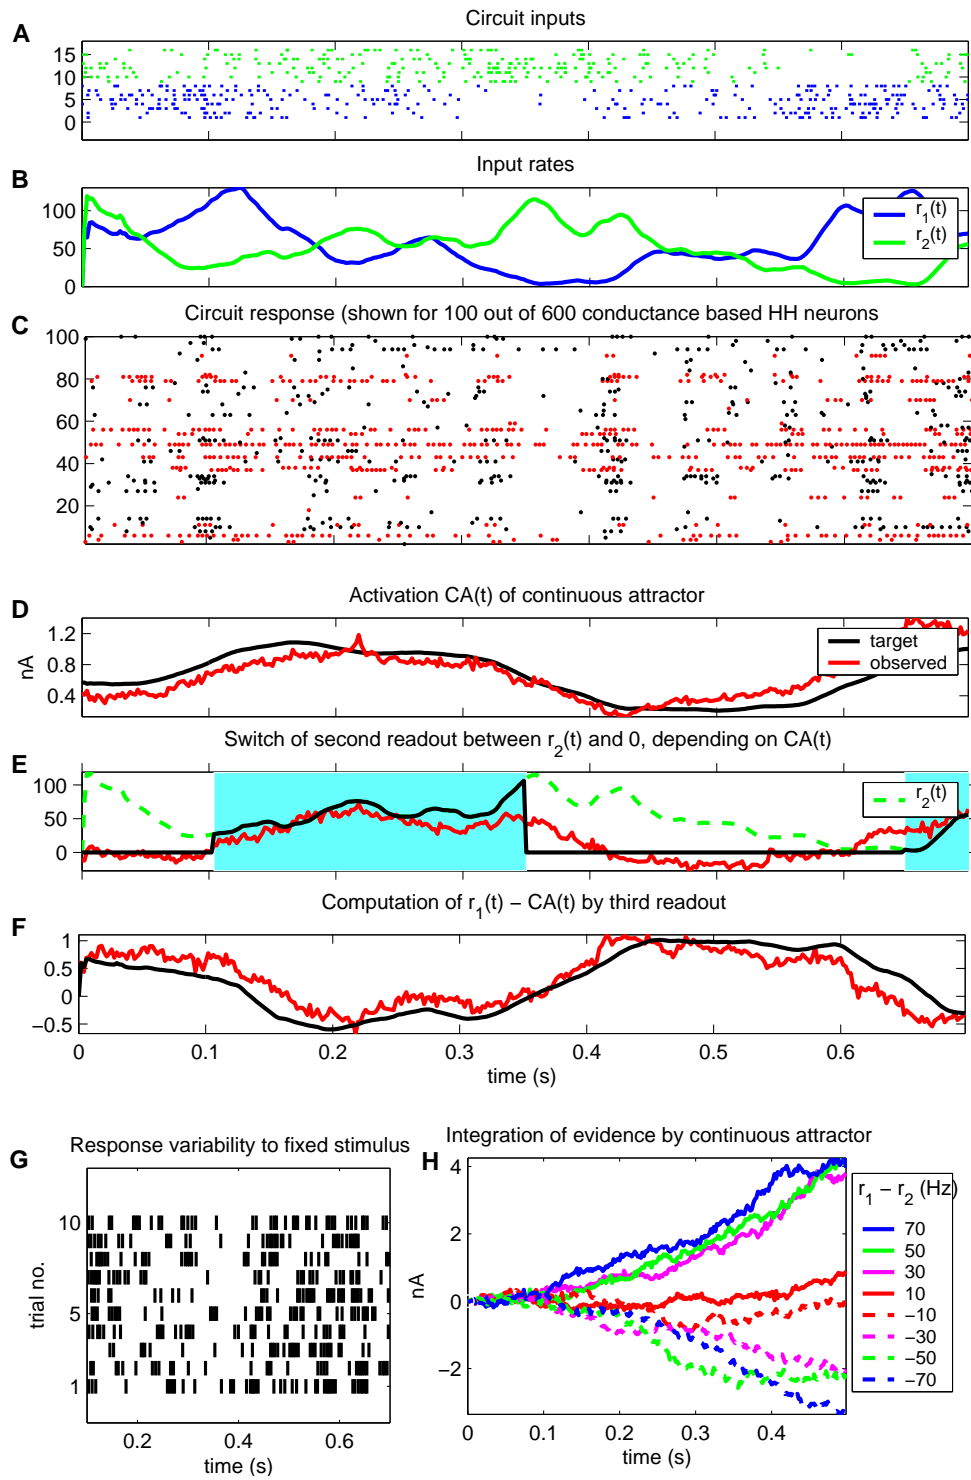 Circuit inputs
A
15
10
5
0
Input rates
B
100
50
0
r1(t)
r2(t)
Circuit response (shown for 100 out of 600 conductance based HH neurons
C
100
80
60
40
20
Activation CA(t) of continuous attractor
D
1.2
0.8
0.4
nA
target
observed
Switch of second readout between r2(t) and 0, depending on CA(t)
E
100
50
0
r2(t)
Computation of r1(t) − CA(t) by third readout
F
1
0.5
0
−0.5
0 0.1 0.2 0.3 0.4 0.5 0.6
time (s)
Response variability to fixed stimulus
G
10
5
1
trial no.
0.2 0.4 0.6
time (s)
Integration of evidence by continuous attractor
H
4
2
0
−2
nA
0 0.1 0.2 0.3 0.4
time (s)
r1 − r2 (Hz)
70
50
30
10
−10
−30
−50
−70